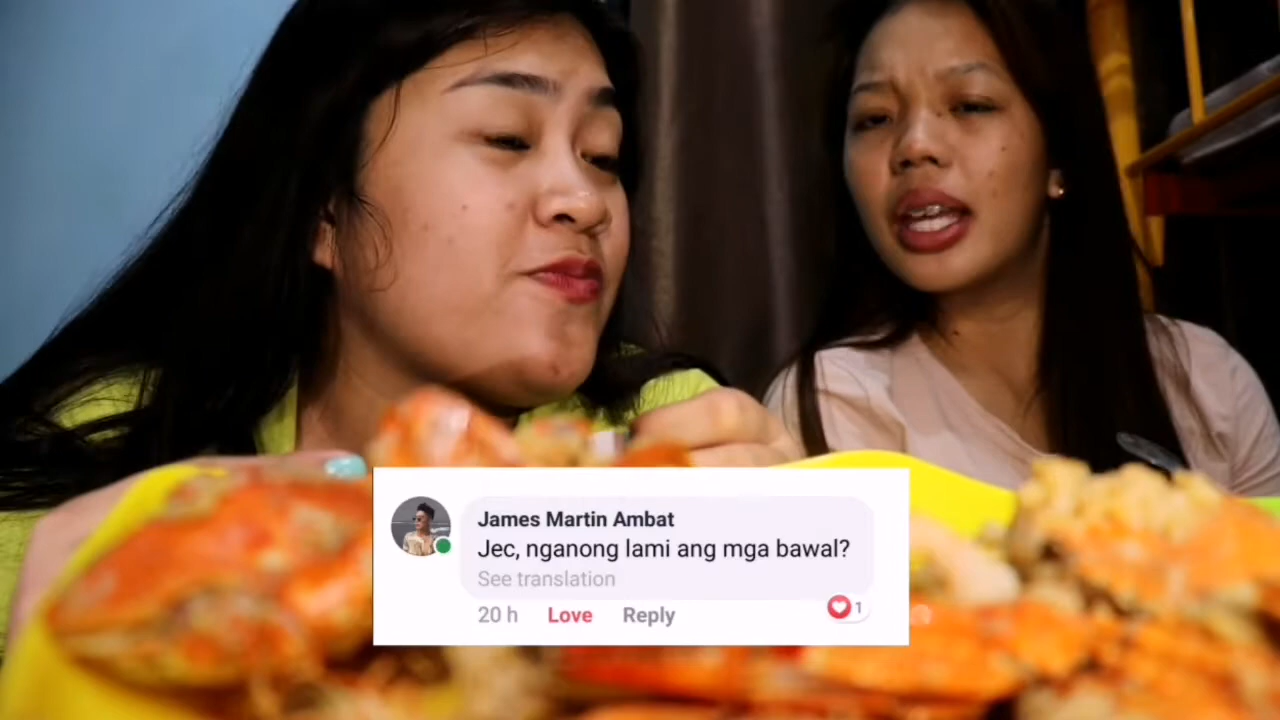 James Martin Ambat
Jec, nganong lami ang mga bawal?
See translation
20 h Love Reply
1